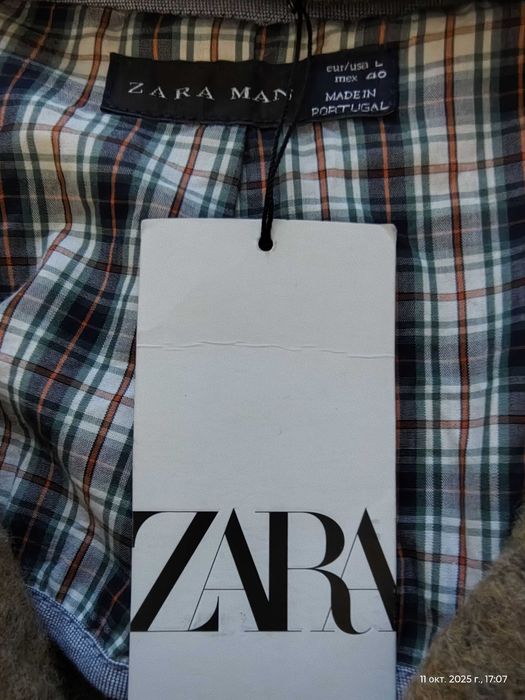 ZARA MAN
eur/usa L
mex 40
MADE IN
PORTUGAL
ZARA
11 окт. 2025 г., 17:07